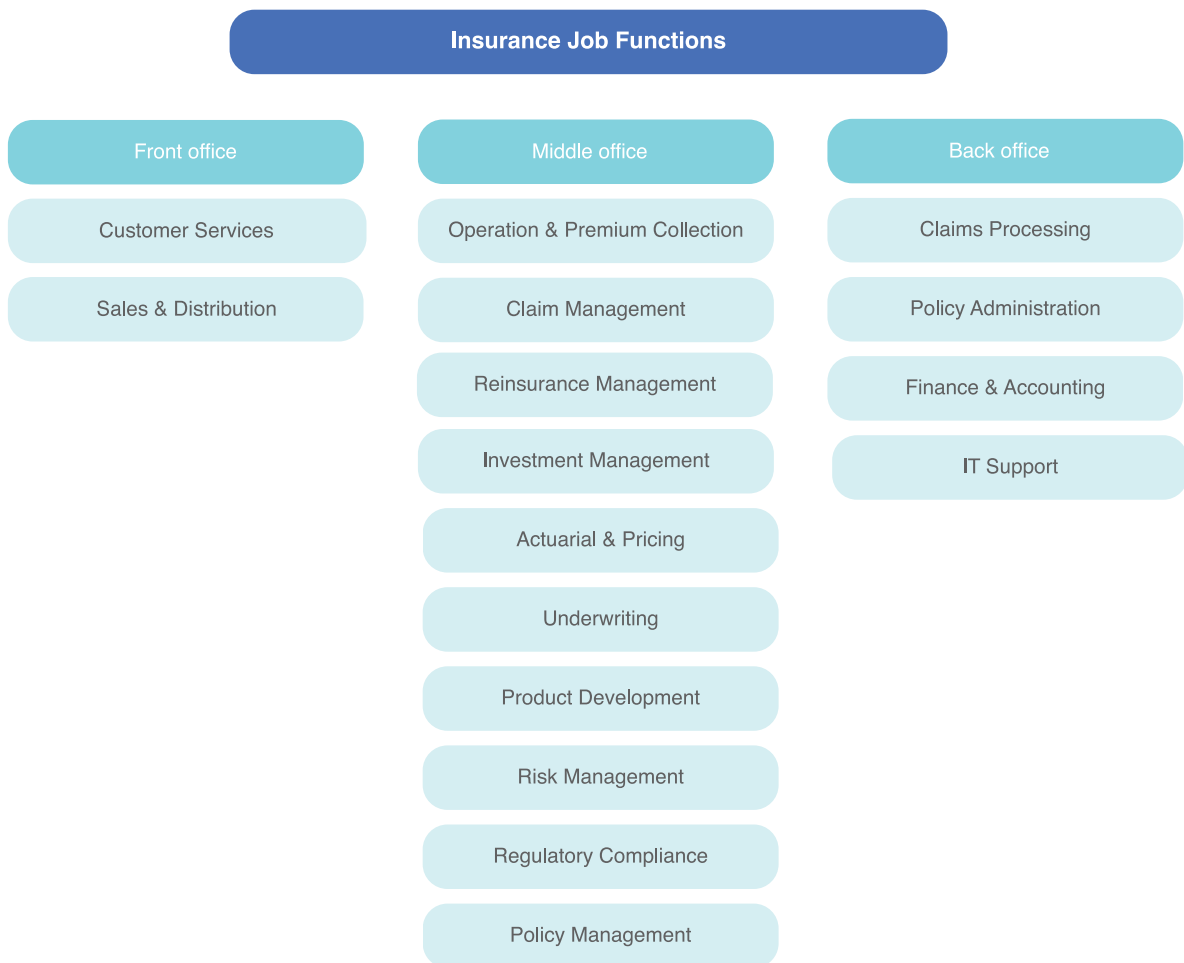 Insurance Job Functions
Front office
Customer Services
Sales & Distribution
Middle office
Operation & Premium Collection
Claim Management
Reinsurance Management
Investment Management
Actuarial & Pricing
Underwriting
Product Development
Risk Management
Regulatory Compliance
Policy Management
Back office
Claims Processing
Policy Administration
Finance & Accounting
IT Support